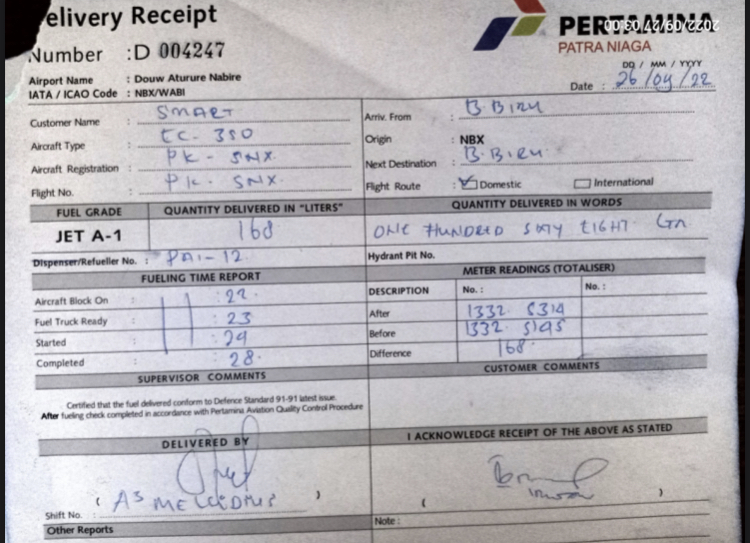 elivery Receipt
PERTAMINA
2022/09/27 00:00
PATRA NIAGA
Number : D 004247
DD / MM / YYYY
Date : 26/09/22
Airport Name : Douw Aturure Nabire
IATA / ICAO Code : NBX/WABI
Customer Name : SMART
Arriv. From : B. BIRU
Aircraft Type : EC- 350
Origin : NBX
Aircraft Registration : PK - SNX
Next Destination : B. BIRU
Flight No. : PK. SNX.
Flight Route : Domestic International
FUEL GRADE QUANTITY DELIVERED IN "LITERS" QUANTITY DELIVERED IN WORDS
JET A-1 168 ONE HUNDRED SIXTY EIGHT
Dispenser/Refueller No. : PAI-12 Hydrant Pit No.
FUELING TIME REPORT METER READINGS (TOTALISER)
DESCRIPTION No. : No. :
Aircraft Block On : : 22.
Fuel Truck Ready : : 23
After 1332
Started : : 24
Before 1332
Completed : : 28.
Difference 168.
SUPERVISOR COMMENTS CUSTOMER COMMENTS
Certified that the fuel delivered conform to Defence Standard 91-91 latest issue.
After fueling check completed in accordance with Pertamina Aviation Quality Control Procedure
DELIVERED BY I ACKNOWLEDGE RECEIPT OF THE ABOVE AS STATED
( ) ( )
Shift No. :
Other Reports Note :